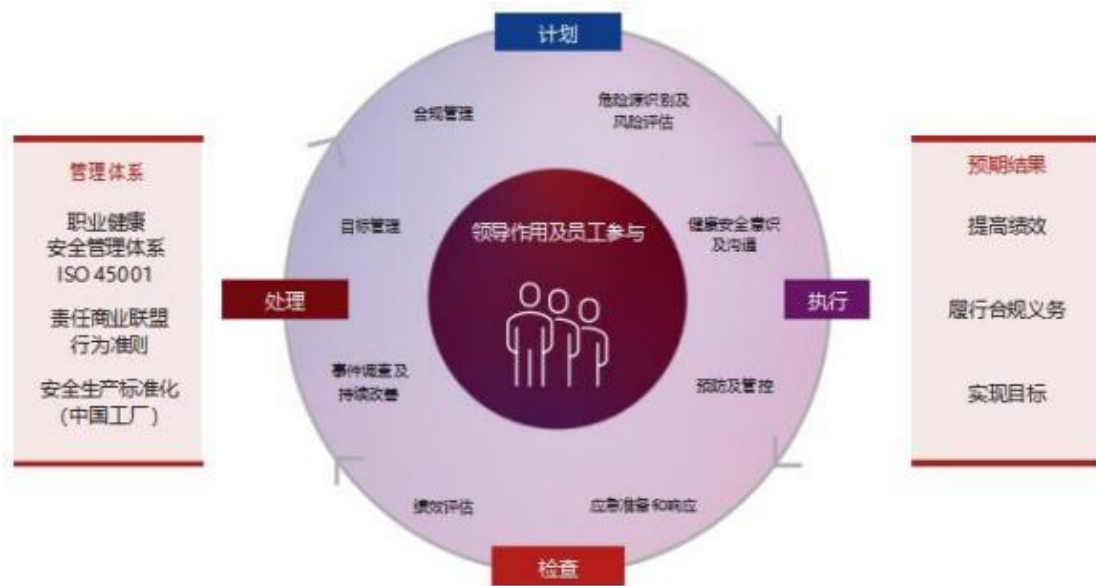 计划
合规管理
危险源识别及
风险评估
管理体系
职业健康
安全管理体系
ISO 45001
责任商业联盟
行为准则
安全生产标准化
(中国工厂)
目标管理
领导作用及员工参与
健康安全意识
及沟通
处理
执行
事件调查及
持续改善
预防及管控
绩效评估
应急准备和响应
检查
预期结果
提高绩效
履行合规义务
实现目标